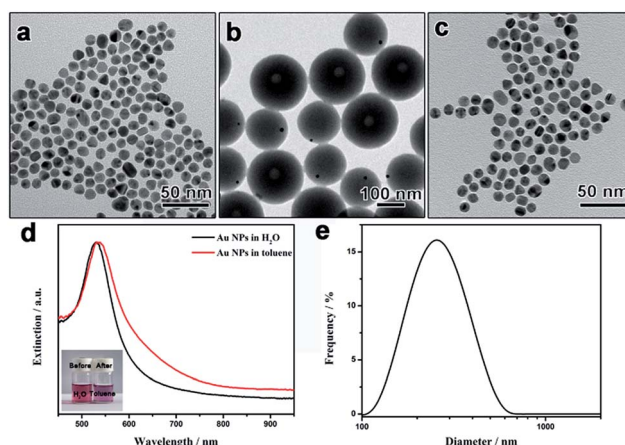 a
50 nm
b
100 nm
c
50 nm
d
Au NPs in H₂O
Au NPs in toluene
Extinction / a.u.
Before After
H₂O Toluene
500 600 700 800 900
Wavelength / nm
e
Frequency / %
15
10
5
0
100 1000
Diameter / nm